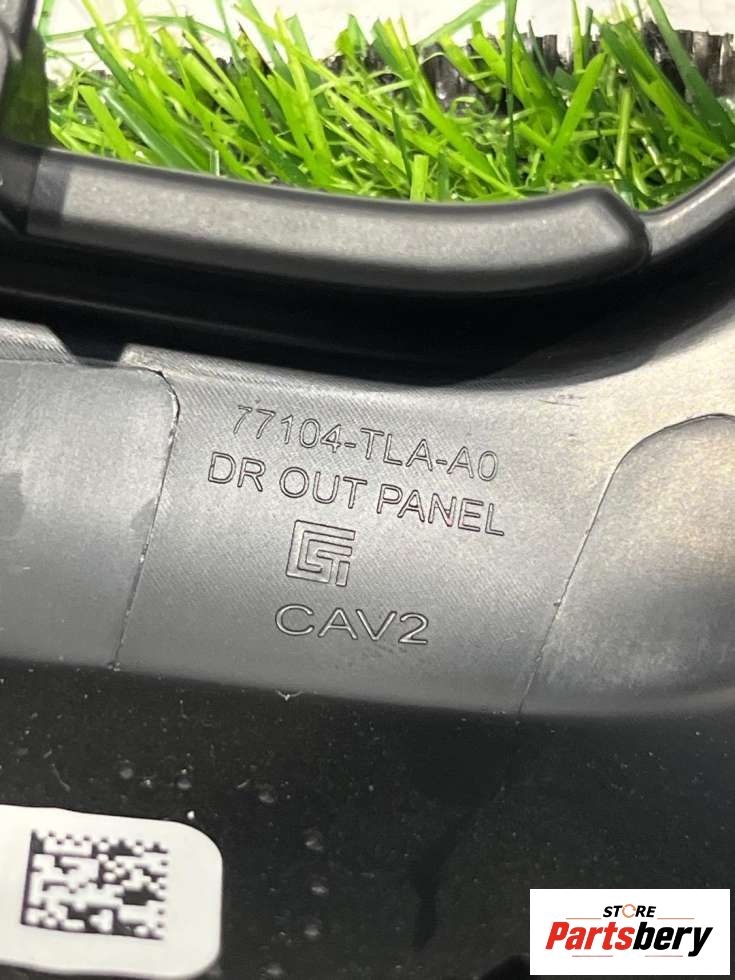 77104-TLA-A0
DR OUT PANEL
CAV2
STORE
Partsbery